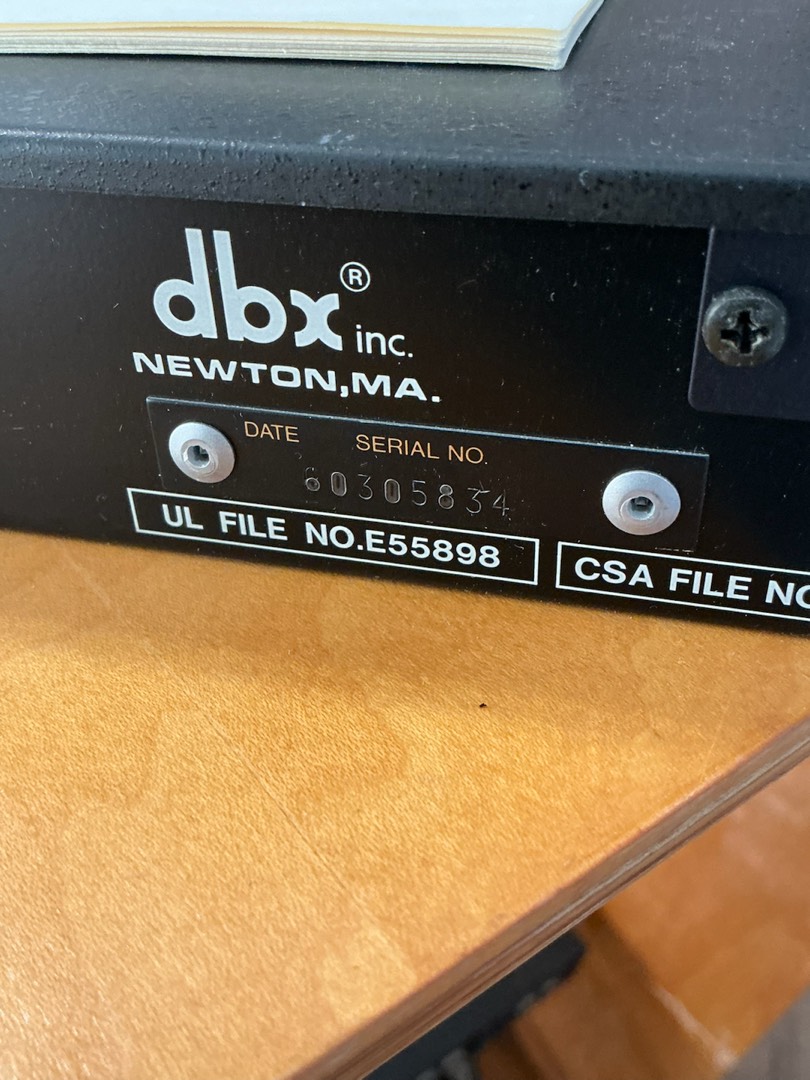 dbx® inc.
NEWTON,MA.
DATE SERIAL NO.
60305834
UL FILE NO.E55898
CSA FILE NO